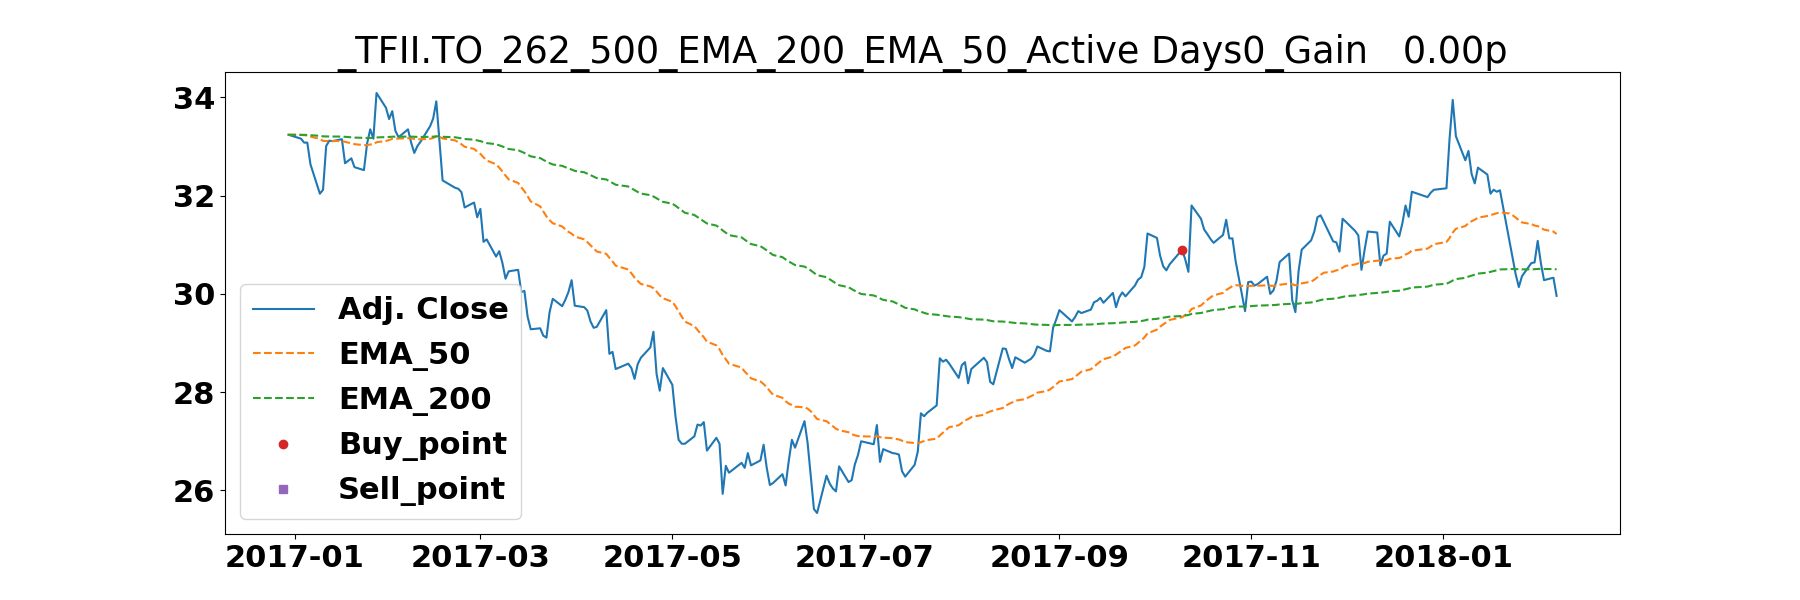 _TFII.TO_262_500_EMA_200_EMA_50_Active Days0_Gain   0.00p
34
32
30
28
26
Adj. Close
EMA_50
EMA_200
Buy_point
Sell_point
2017-01 2017-03 2017-05 2017-07 2017-09 2017-11 2018-01